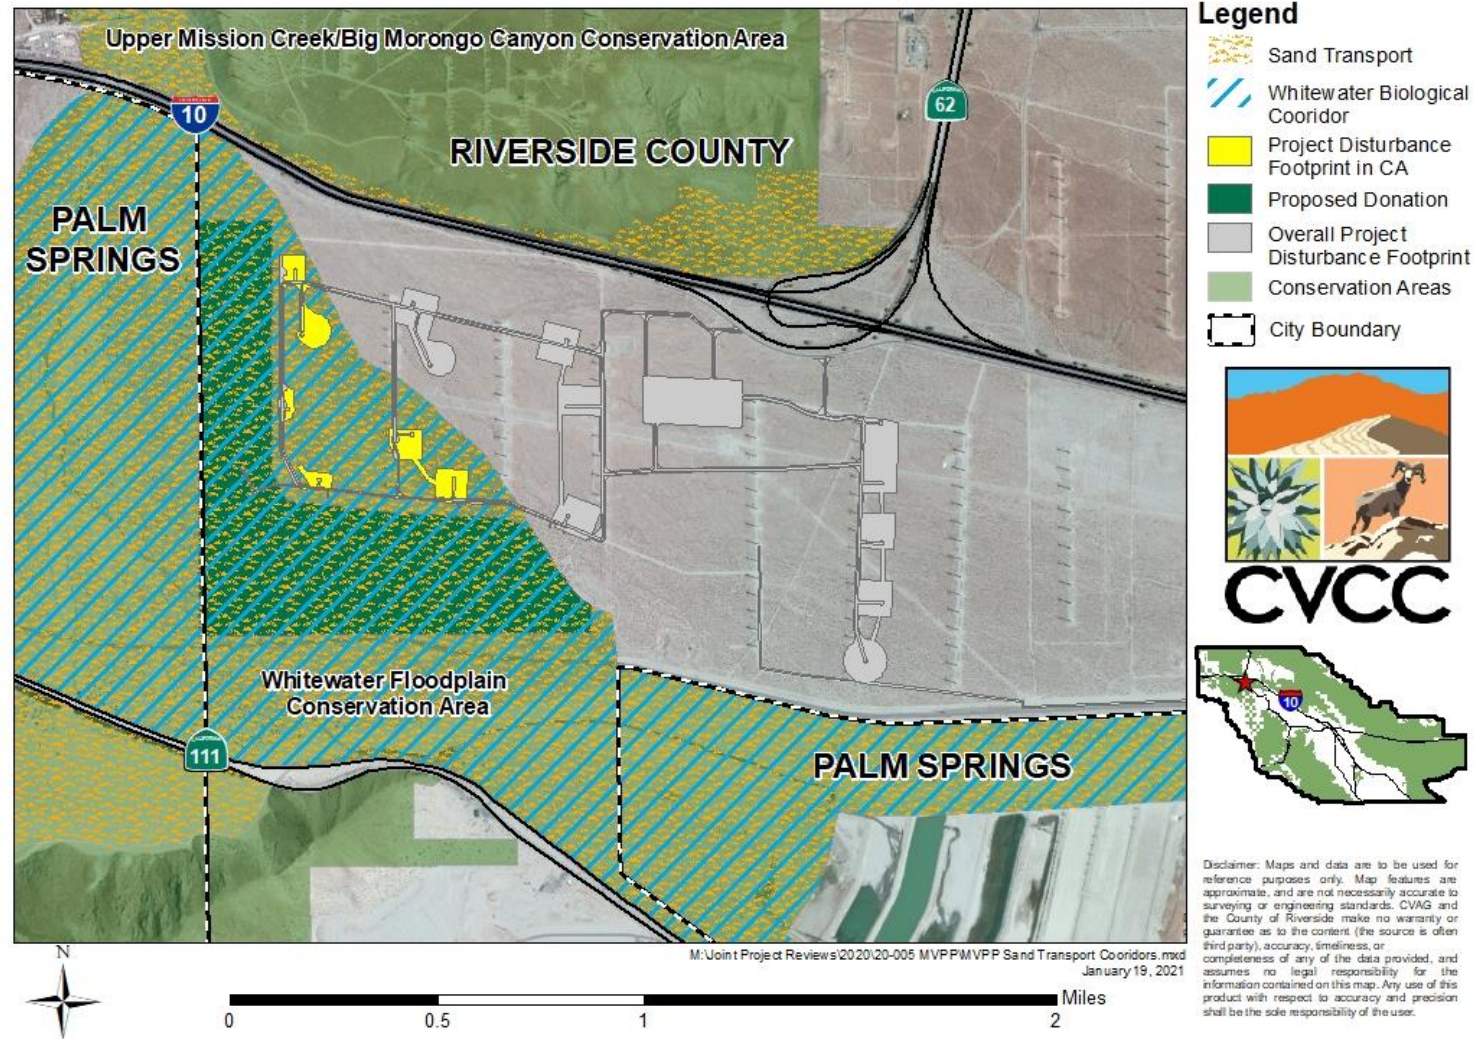 Upper Mission Creek/Big Morongo Canyon Conservation Area
10
62
RIVERSIDE COUNTY
PALM
SPRINGS
Whitewater Floodplain
Conservation Area
CALIFORNIA
111
PALM SPRINGS
Legend
Sand Transport
Whitewater Biological
Cooridor
Project Disturbance
Footprint in CA
Proposed Donation
Overall Project
Disturbance Footprint
Conservation Areas
City Boundary
CVCC
10
Disclaimer: Maps and data are to be used for
reference purposes only. Map features are
approximate, and are not necessarily accurate to
surveying or engineering standards. CVAG and
the County of Riverside make no warranty or
guarantee as to the content (the source is often
third party), accuracy, timeliness, or
completeness of any of the data provided, and
assumes no legal responsibility for the
information contained on this map. Any use of this
product with respect to accuracy and precision
shall be the sole responsibility of the user.
M:\Joint Project Reviews\2020\20-005 MVPP\MVPP Sand Transport Cooridors.mxd
January 19, 2021
N
Miles
0 0.5 1 2